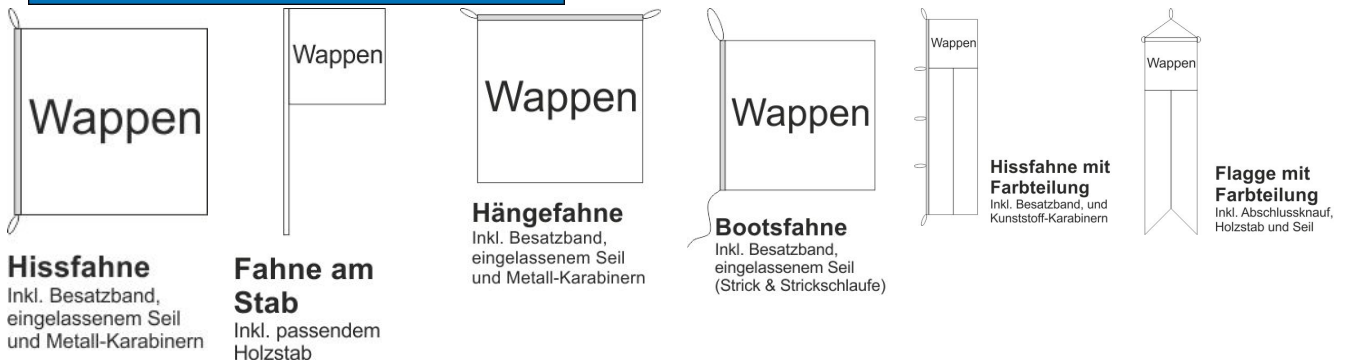 Wappen
Hissfahne
Inkl. Besatzband,
eingelassenem Seil
und Metall-Karabinern
Wappen
Fahne am
Stab
Inkl. passendem
Holzstab
Wappen
Hängefahne
Inkl. Besatzband,
eingelassenem Seil
und Metall-Karabinern
Wappen
Bootsfahne
Inkl. Besatzband,
eingelassenem Seil
(Strick & Strickschlaufe)
Wappen
Hissfahne mit
Farbteilung
Inkl. Besatzband, und
Kunststoff-Karabinern
Wappen
Flagge mit
Farbteilung
Inkl. Abschlussknauf,
Holzstab und Seil